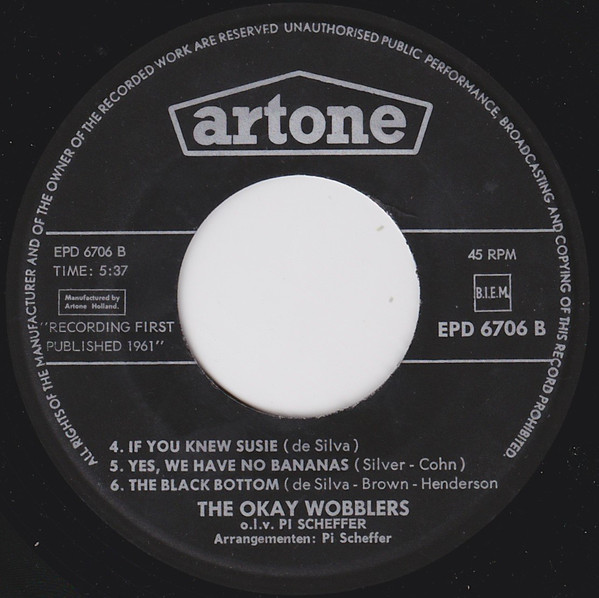 ALL RIGHTS OF THE MANUFACTURER AND OF THE OWNER OF THE RECORDED WORK ARE RESERVED UNAUTHORISED PUBLIC PERFORMANCE, BROADCASTING AND COPYING OF THIS RECORD PROHIBITED.
artone
EPD 6706 B
TIME: 5:37
Manufactured by
Artone Holland.
"RECORDING FIRST
PUBLISHED 1961"
45 RPM
B.I.E.M.
EPD 6706 B
4. IF YOU KNEW SUSIE (de Silva)
5. YES, WE HAVE NO BANANAS (Silver - Cohn)
6. THE BLACK BOTTOM (de Silva - Brown - Henderson
THE OKAY WOBBLERS
o.l.v. PI SCHEFFER
Arrangementen: Pi Scheffer